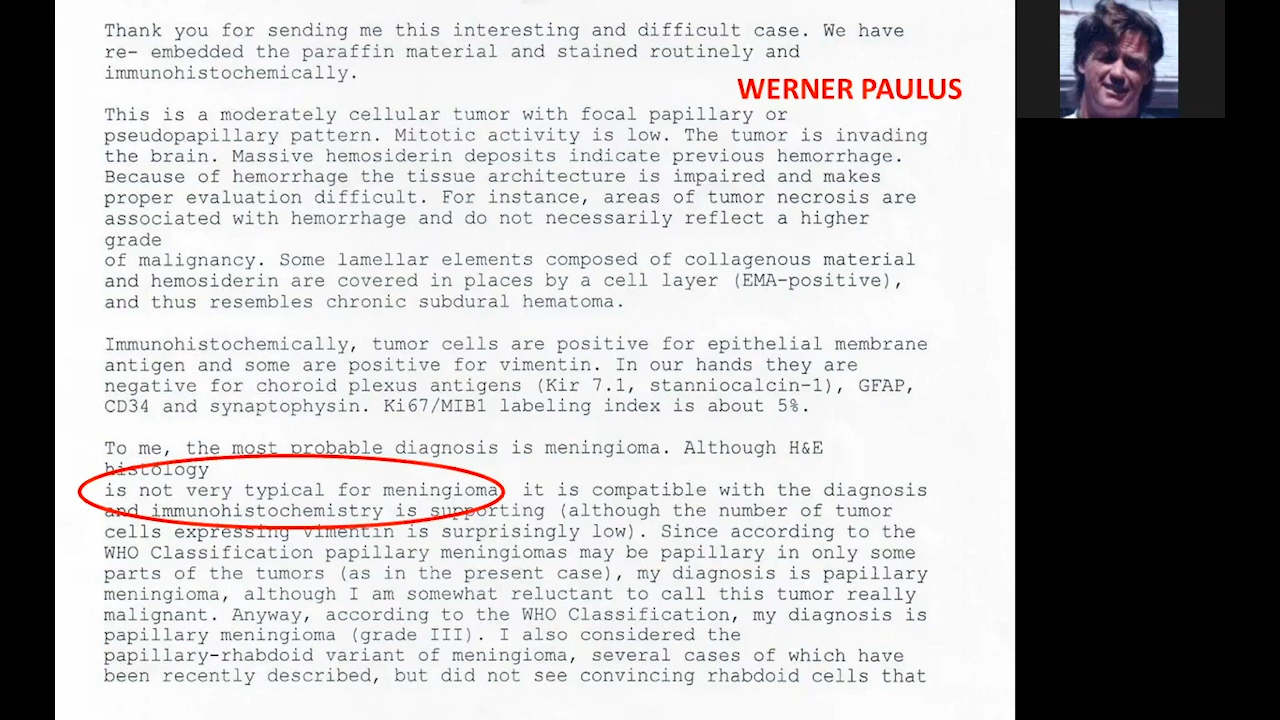 Thank you for sending me this interesting and difficult case. We have
re- embedded the paraffin material and stained routinely and
immunohistochemically.
WERNER PAULUS
This is a moderately cellular tumor with focal papillary or
pseudopapillary pattern. Mitotic activity is low. The tumor is invading
the brain. Massive hemosiderin deposits indicate previous hemorrhage.
Because of hemorrhage the tissue architecture is impaired and makes
proper evaluation difficult. For instance, areas of tumor necrosis are
associated with hemorrhage and do not necessarily reflect a higher
grade
of malignancy. Some lamellar elements composed of collagenous material
and hemosiderin are covered in places by a cell layer (EMA-positive),
and thus resembles chronic subdural hematoma.
Immunohistochemically, tumor cells are positive for epithelial membrane
antigen and some are positive for vimentin. In our hands they are
negative for choroid plexus antigens (Kir 7.1, stanniocalcin-1), GFAP,
CD34 and synaptophysin. Ki67/MIB1 labeling index is about 5%.
To me, the most probable diagnosis is meningioma. Although H&E
histology
is not very typical for meningioma, it is compatible with the diagnosis
and immunohistochemistry is supporting (although the number of tumor
cells expressing vimentin is surprisingly low). Since according to the
WHO Classification papillary meningiomas may be papillary in only some
parts of the tumors (as in the present case), my diagnosis is papillary
meningioma, although I am somewhat reluctant to call this tumor really
malignant. Anyway, according to the WHO Classification, my diagnosis is
papillary meningioma (grade III). I also considered the
papillary-rhabdoid variant of meningioma, several cases of which have
been recently described, but did not see convincing rhabdoid cells that